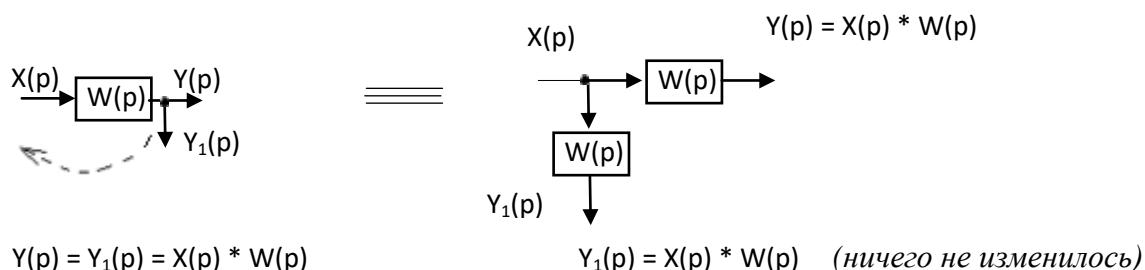 Y(p) = X(p) * W(p)
X(p)
X(p) W(p) Y(p)
W(p)
Y₁(p)
W(p)
Y₁(p)
Y(p) = Y₁(p) = X(p) * W(p)
Y₁(p) = X(p) * W(p) (ничего не изменилось)